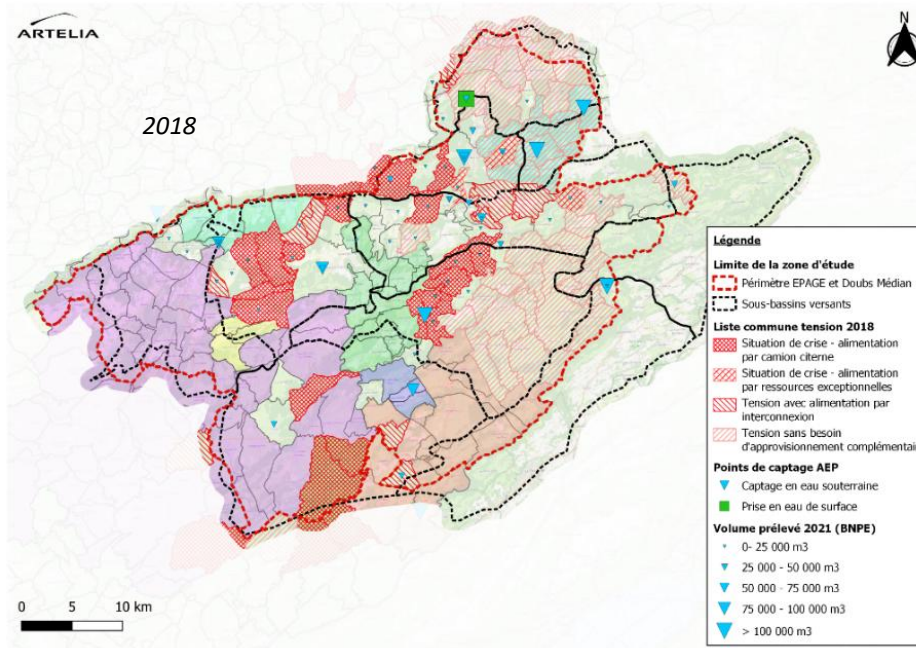 ARTELIA
N
2018
Légende
Limite de la zone d'étude
Périmètre EPAGE et Doubs Médian
Sous-bassins versants
Liste commune tension 2018
Situation de crise - alimentation
par camion citerne
Situation de crise - alimentation
par ressources exceptionnelles
Tension avec alimentation par
interconnexion
Tension sans besoin
d'approvisionnement complémentair
Points de captage AEP
Captage en eau souterraine
Prise en eau de surface
Volume prélevé 2021 (BNPE)
0- 25 000 m3
25 000 - 50 000 m3
50 000 - 75 000 m3
75 000 - 100 000 m3
> 100 000 m3
0 5 10 km